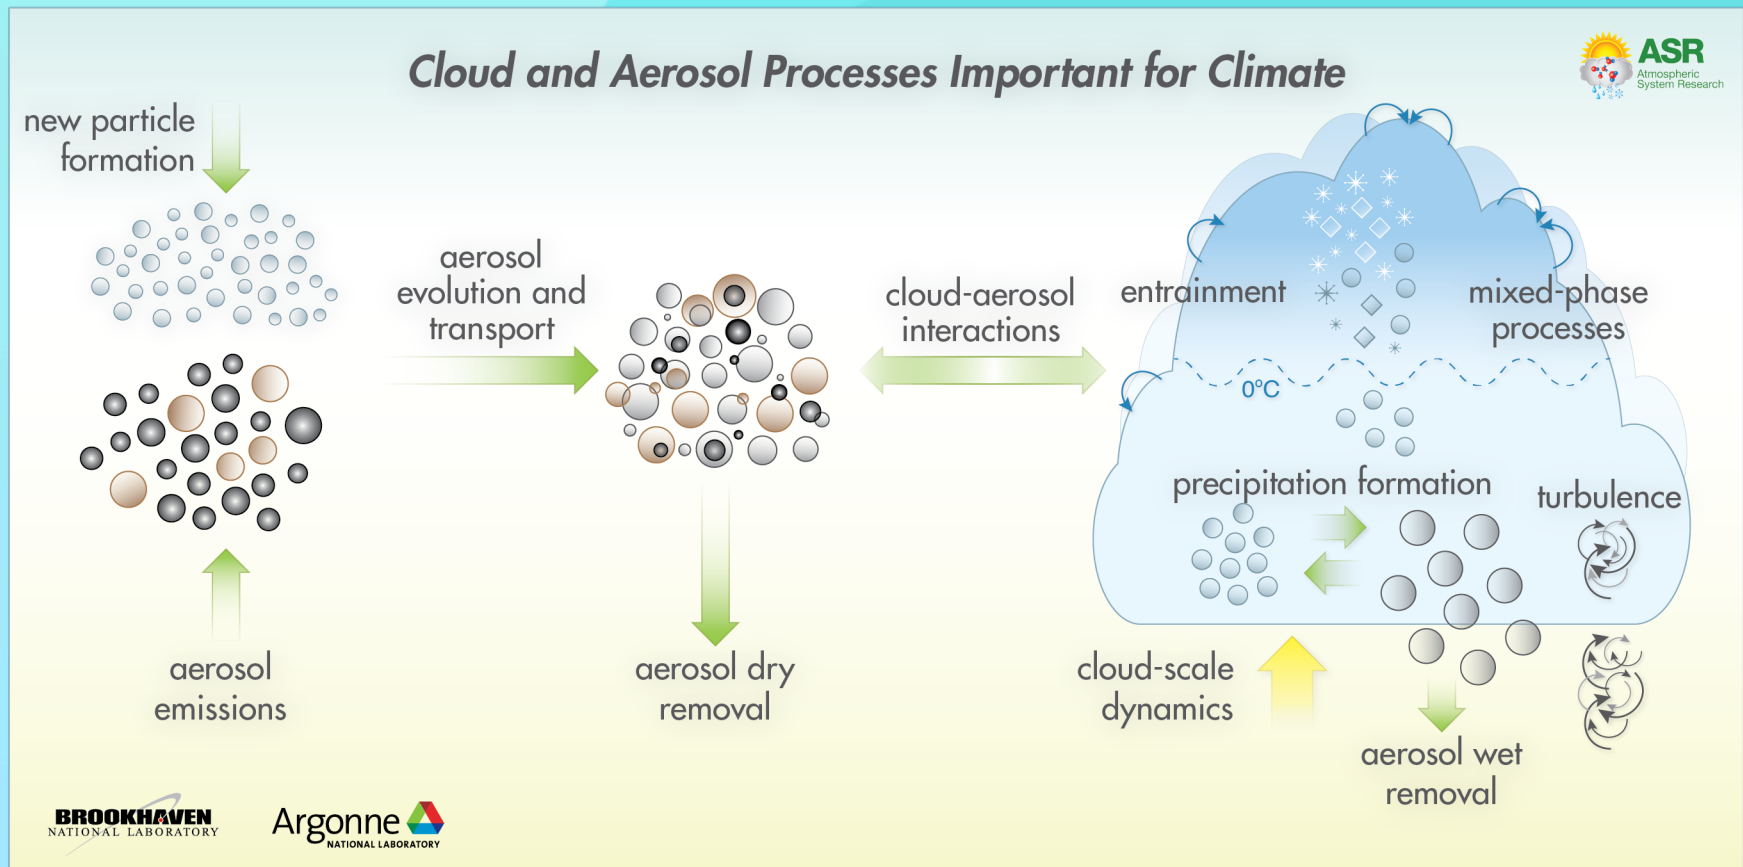 Cloud and Aerosol Processes Important for Climate
ASR
Atmospheric
System Research
new particle
formation
aerosol
evolution and
transport
cloud-aerosol
interactions
entrainment
mixed-phase
processes
0°C
precipitation formation
turbulence
aerosol
emissions
aerosol dry
removal
cloud-scale
dynamics
aerosol wet
removal
BROOKHAVEN
NATIONAL LABORATORY
Argonne
NATIONAL LABORATORY